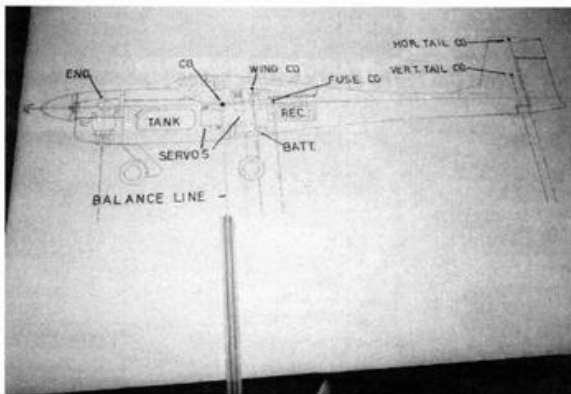 HOR. TAIL CG
ENG
CG
WING CG
VERT. TAIL CG
FUSE. CG
TANK
REC.
SERVOS
BATT.
BALANCE LINE